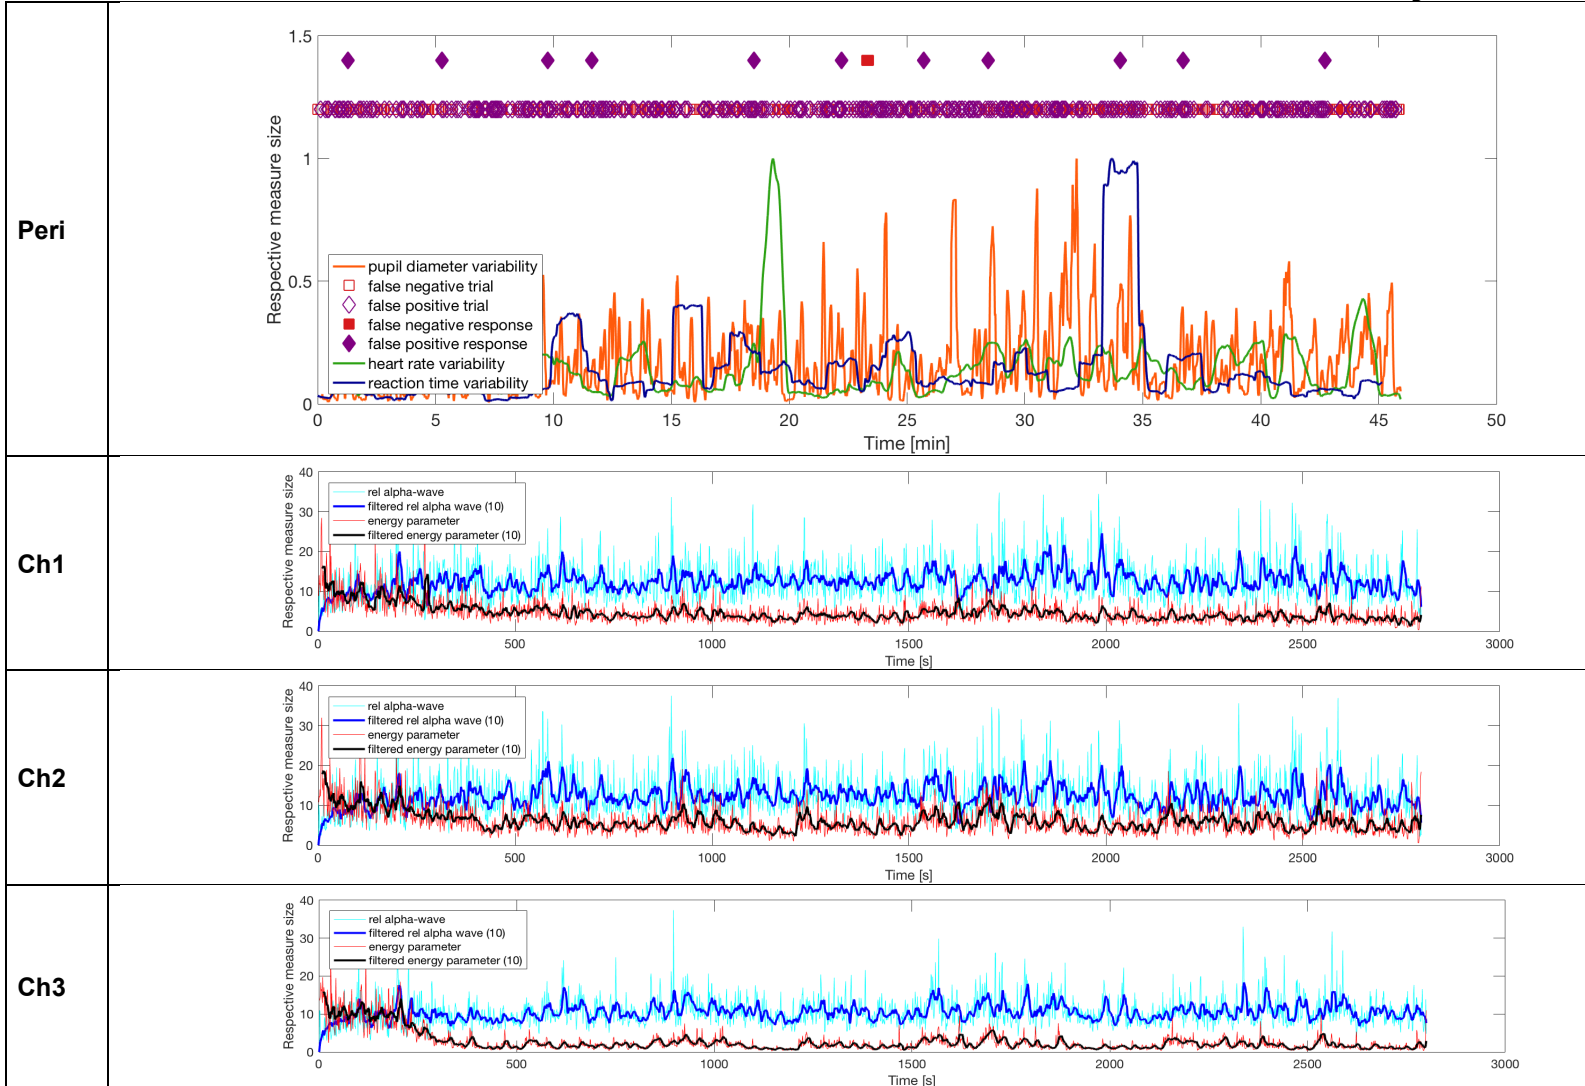 Peri
1.5
1
0.5
0
Respective measure size
pupil diameter variability
false negative trial
false positive trial
false negative response
false positive response
heart rate variability
reaction time variability
0 5 10 15 20 25 30 35 40 45 50
Time [min]
Ch1
40
30
20
10
0
Respective measure size
rel alpha-wave
filtered rel alpha wave (10)
energy parameter
filtered energy parameter (10)
0 500 1000 1500 2000 2500 3000
Time [s]
Ch2
40
30
20
10
0
Respective measure size
rel alpha-wave
filtered rel alpha wave (10)
energy parameter
filtered energy parameter (10)
0 500 1000 1500 2000 2500 3000
Time [s]
Ch3
40
30
20
10
0
Respective measure size
rel alpha-wave
filtered rel alpha wave (10)
energy parameter
filtered energy parameter (10)
0 500 1000 1500 2000 2500 3000
Time [s]